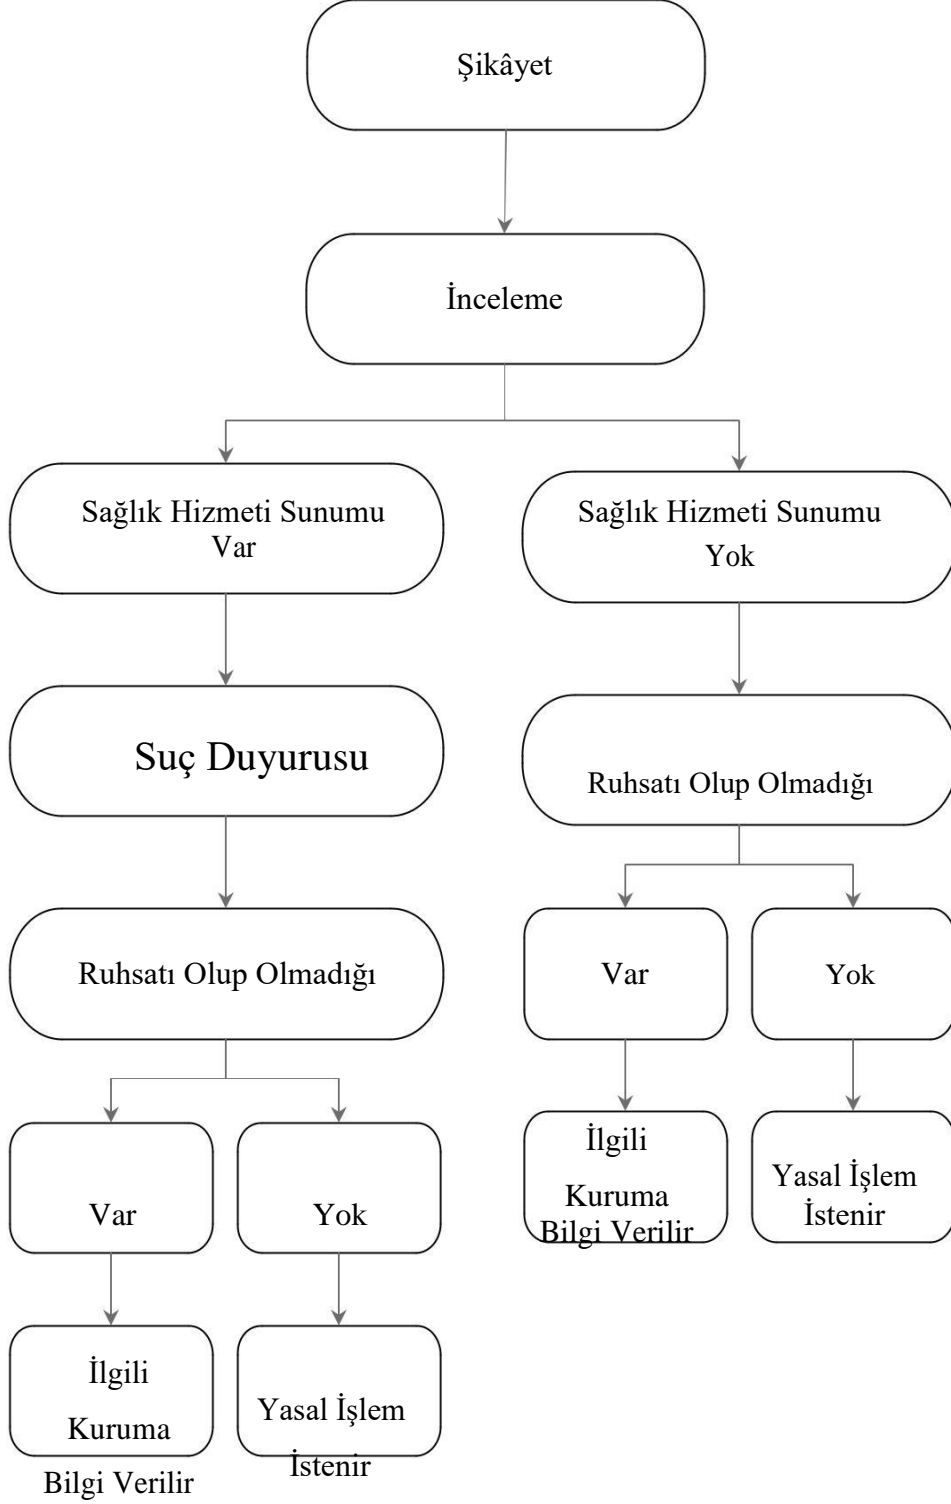 Şikâyet
İnceleme
Sağlık Hizmeti Sunumu
Var
Sağlık Hizmeti Sunumu
Yok
Suç Duyurusu
Ruhsatı Olup Olmadığı
Ruhsatı Olup Olmadığı
Var
Yok
Var
Yok
İlgili
Kuruma
Bilgi Verilir
Yasal İşlem
İstenir
İlgili
Kuruma
Bilgi Verilir
Yasal İşlem
İstenir